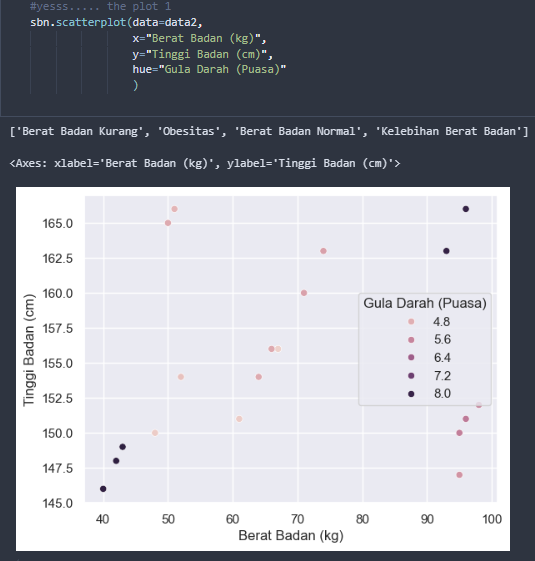 #yesss..... the plot 1
sbn.scatterplot(data=data2,
x="Berat Badan (kg)",
y="Tinggi Badan (cm)",
hue="Gula Darah (Puasa)"
)
['Berat Badan Kurang', 'Obesitas', 'Berat Badan Normal', 'Kelebihan Berat Badan']
<Axes: xlabel='Berat Badan (kg)', ylabel='Tinggi Badan (cm)'>
Tinggi Badan (cm)
165.0
162.5
160.0
157.5
155.0
152.5
150.0
147.5
145.0
Gula Darah (Puasa)
4.8
5.6
6.4
7.2
8.0
40 50 60 70 80 90 100
Berat Badan (kg)